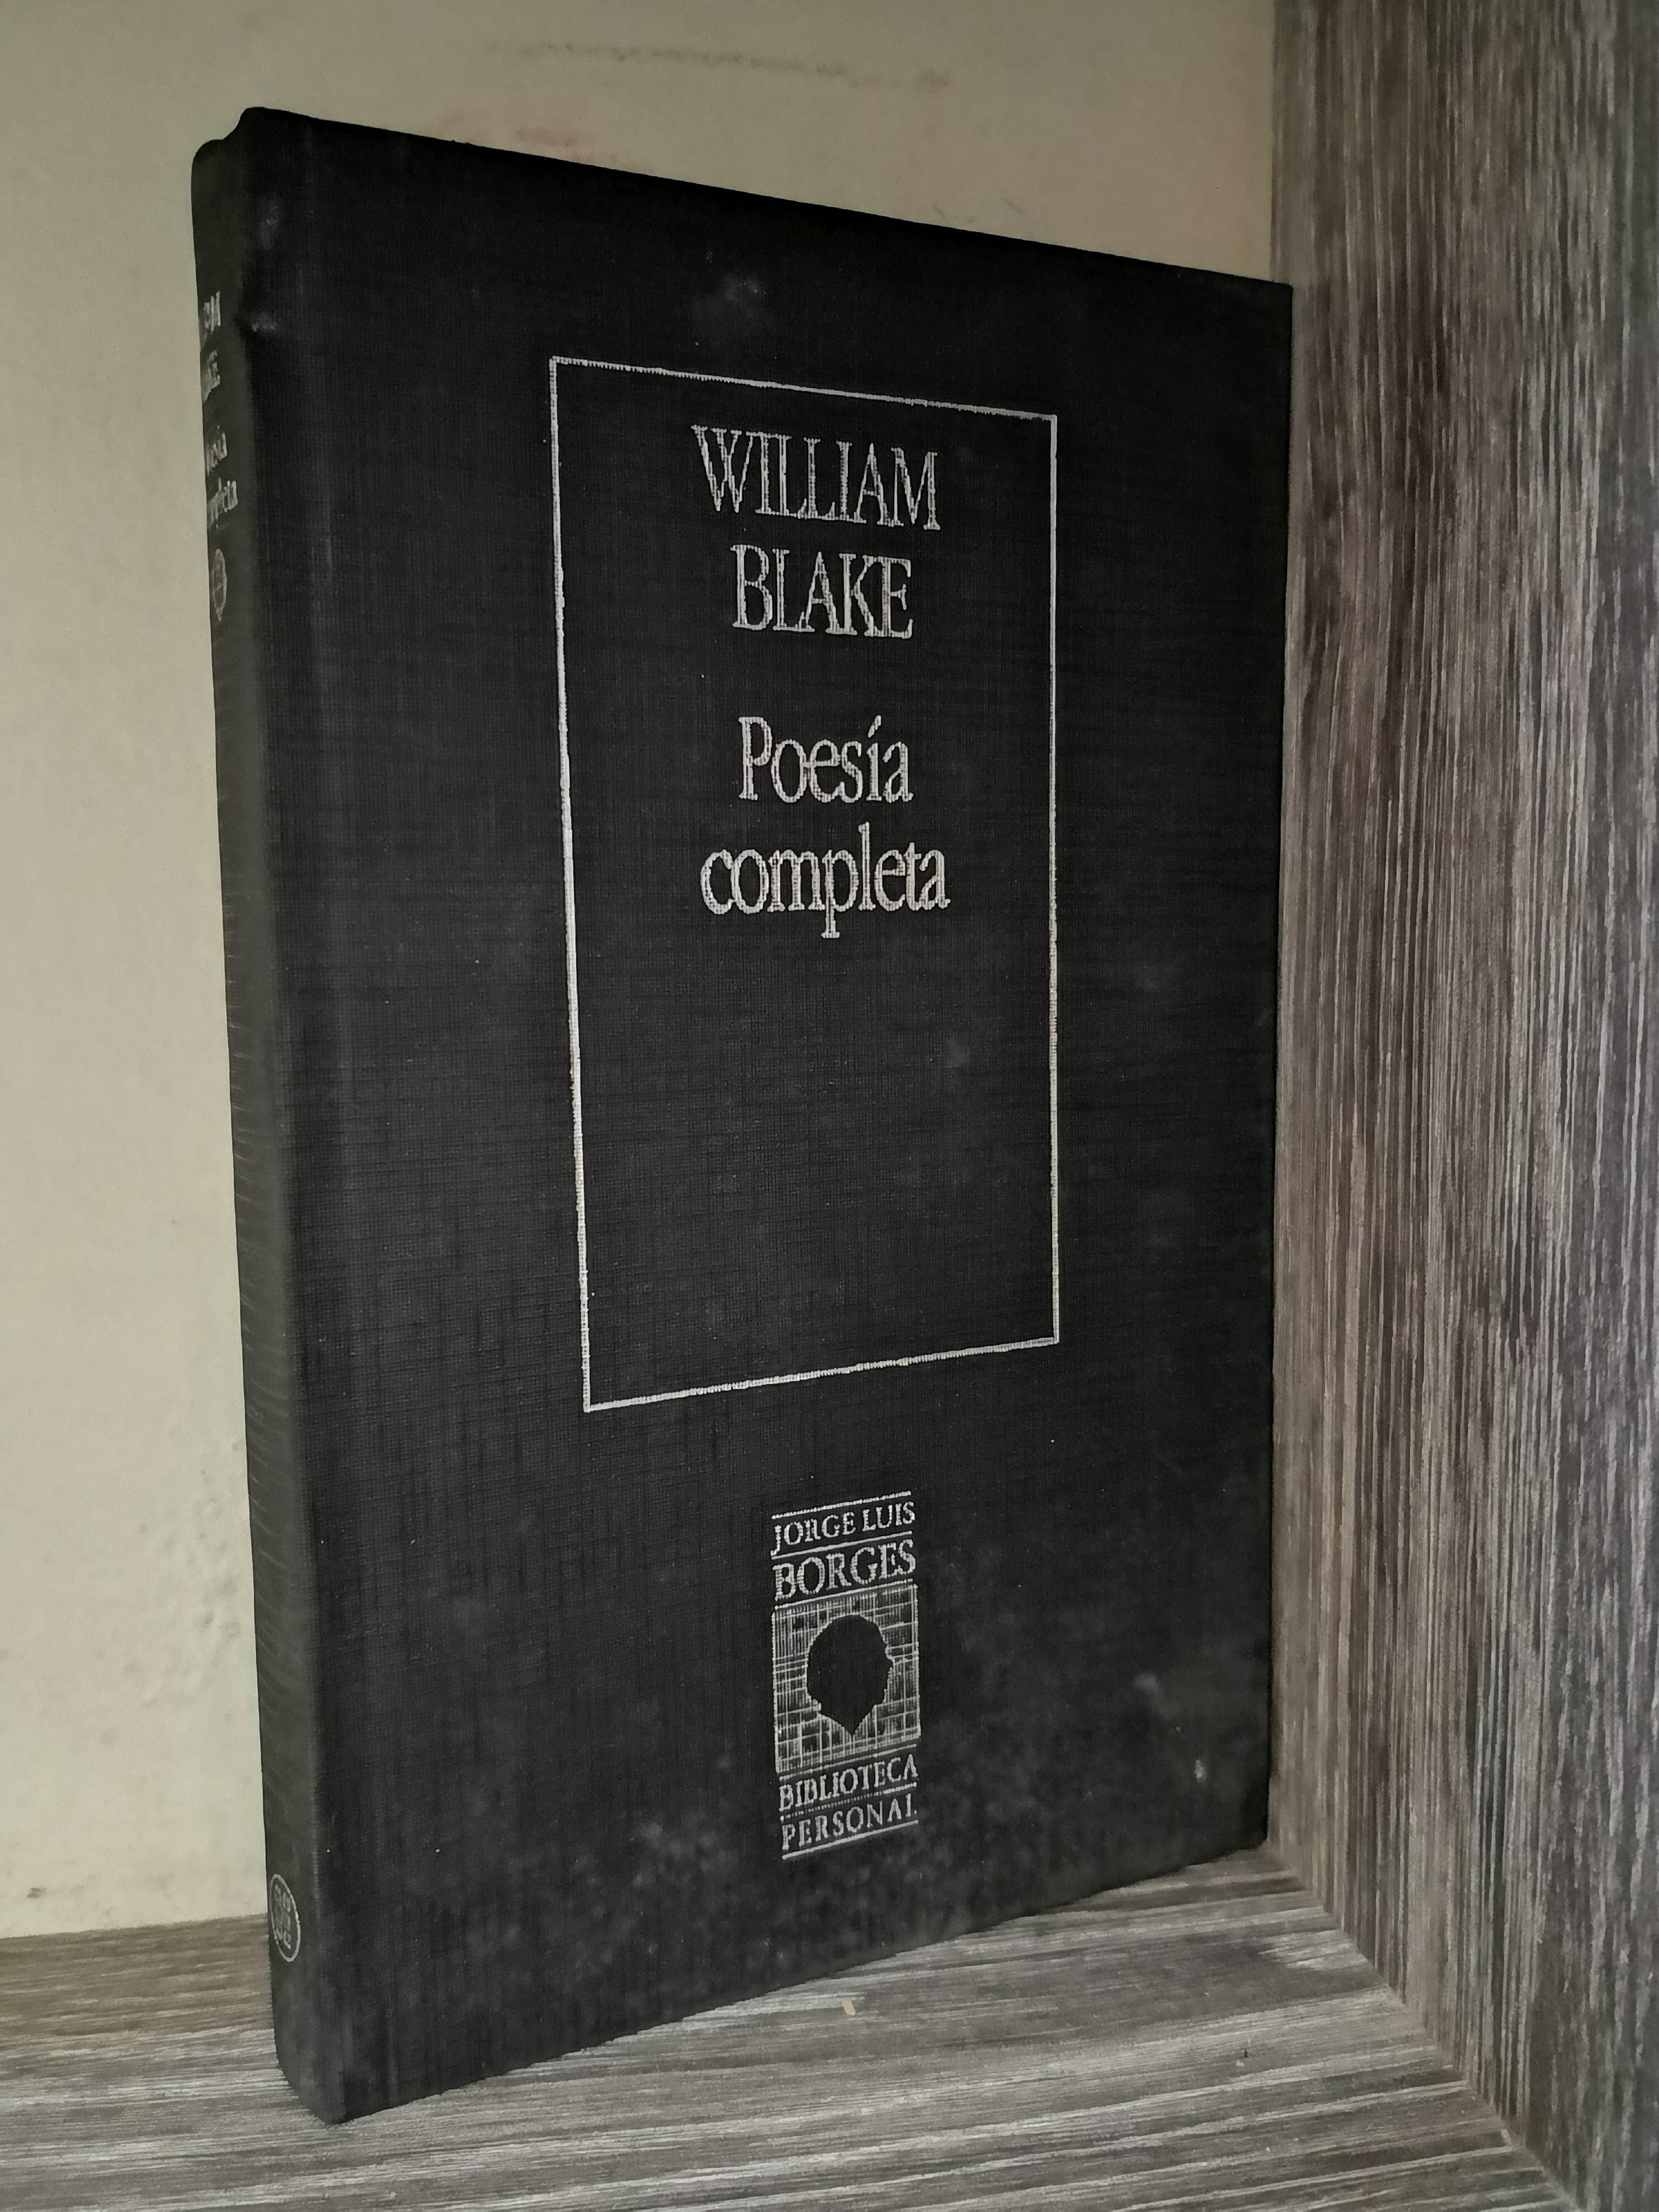 WILLIAM
BLAKE
Poesía
completa
JORGE LUIS
BORGES
BIBLIOTECA
PERSONAL